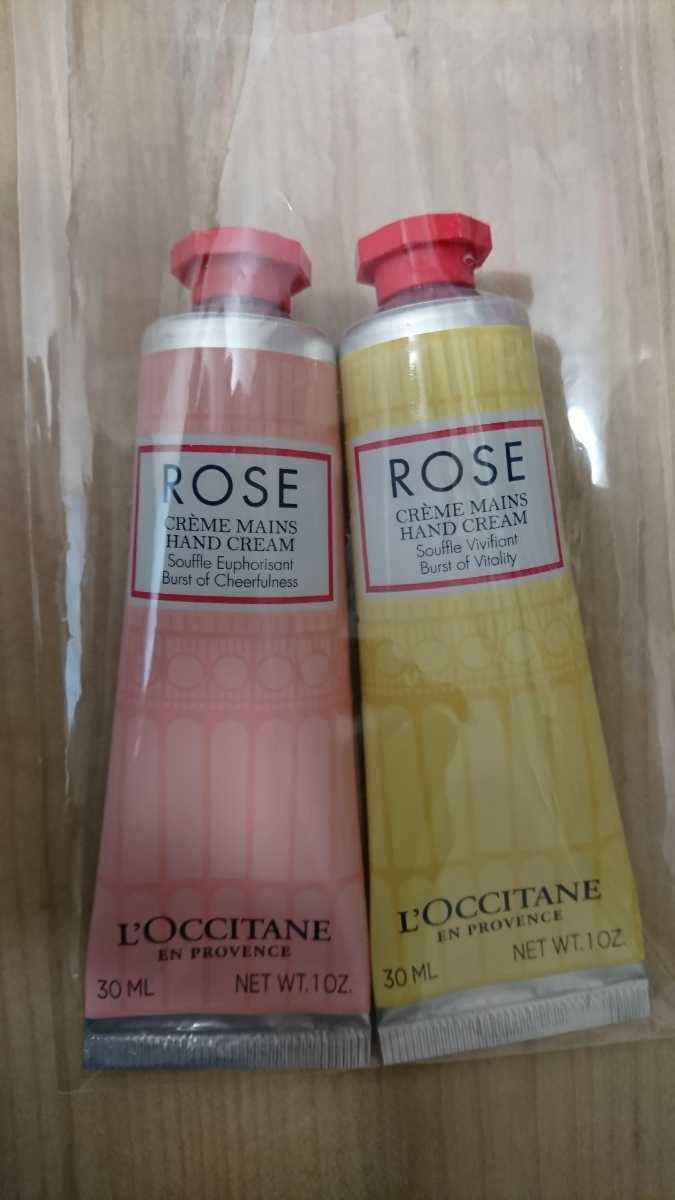 ROSE
CRÈME MAINS
HAND CREAM
Souffle Euphorisant
Burst of Cheerfulness
L'OCCITANE
EN PROVENCE
30 ML NET WT.1 OZ.
ROSE
CRÈME MAINS
HAND CREAM
Souffle Vivifiant
Burst of Vitality
L'OCCITANE
EN PROVENCE
30 ML NET WT.1 OZ.